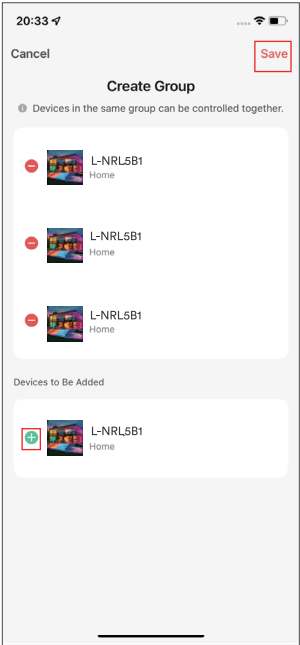 20:33
Cancel
Save
Create Group
Devices in the same group can be controlled together.
L-NRL5B1
Home
L-NRL5B1
Home
L-NRL5B1
Home
Devices to Be Added
L-NRL5B1
Home